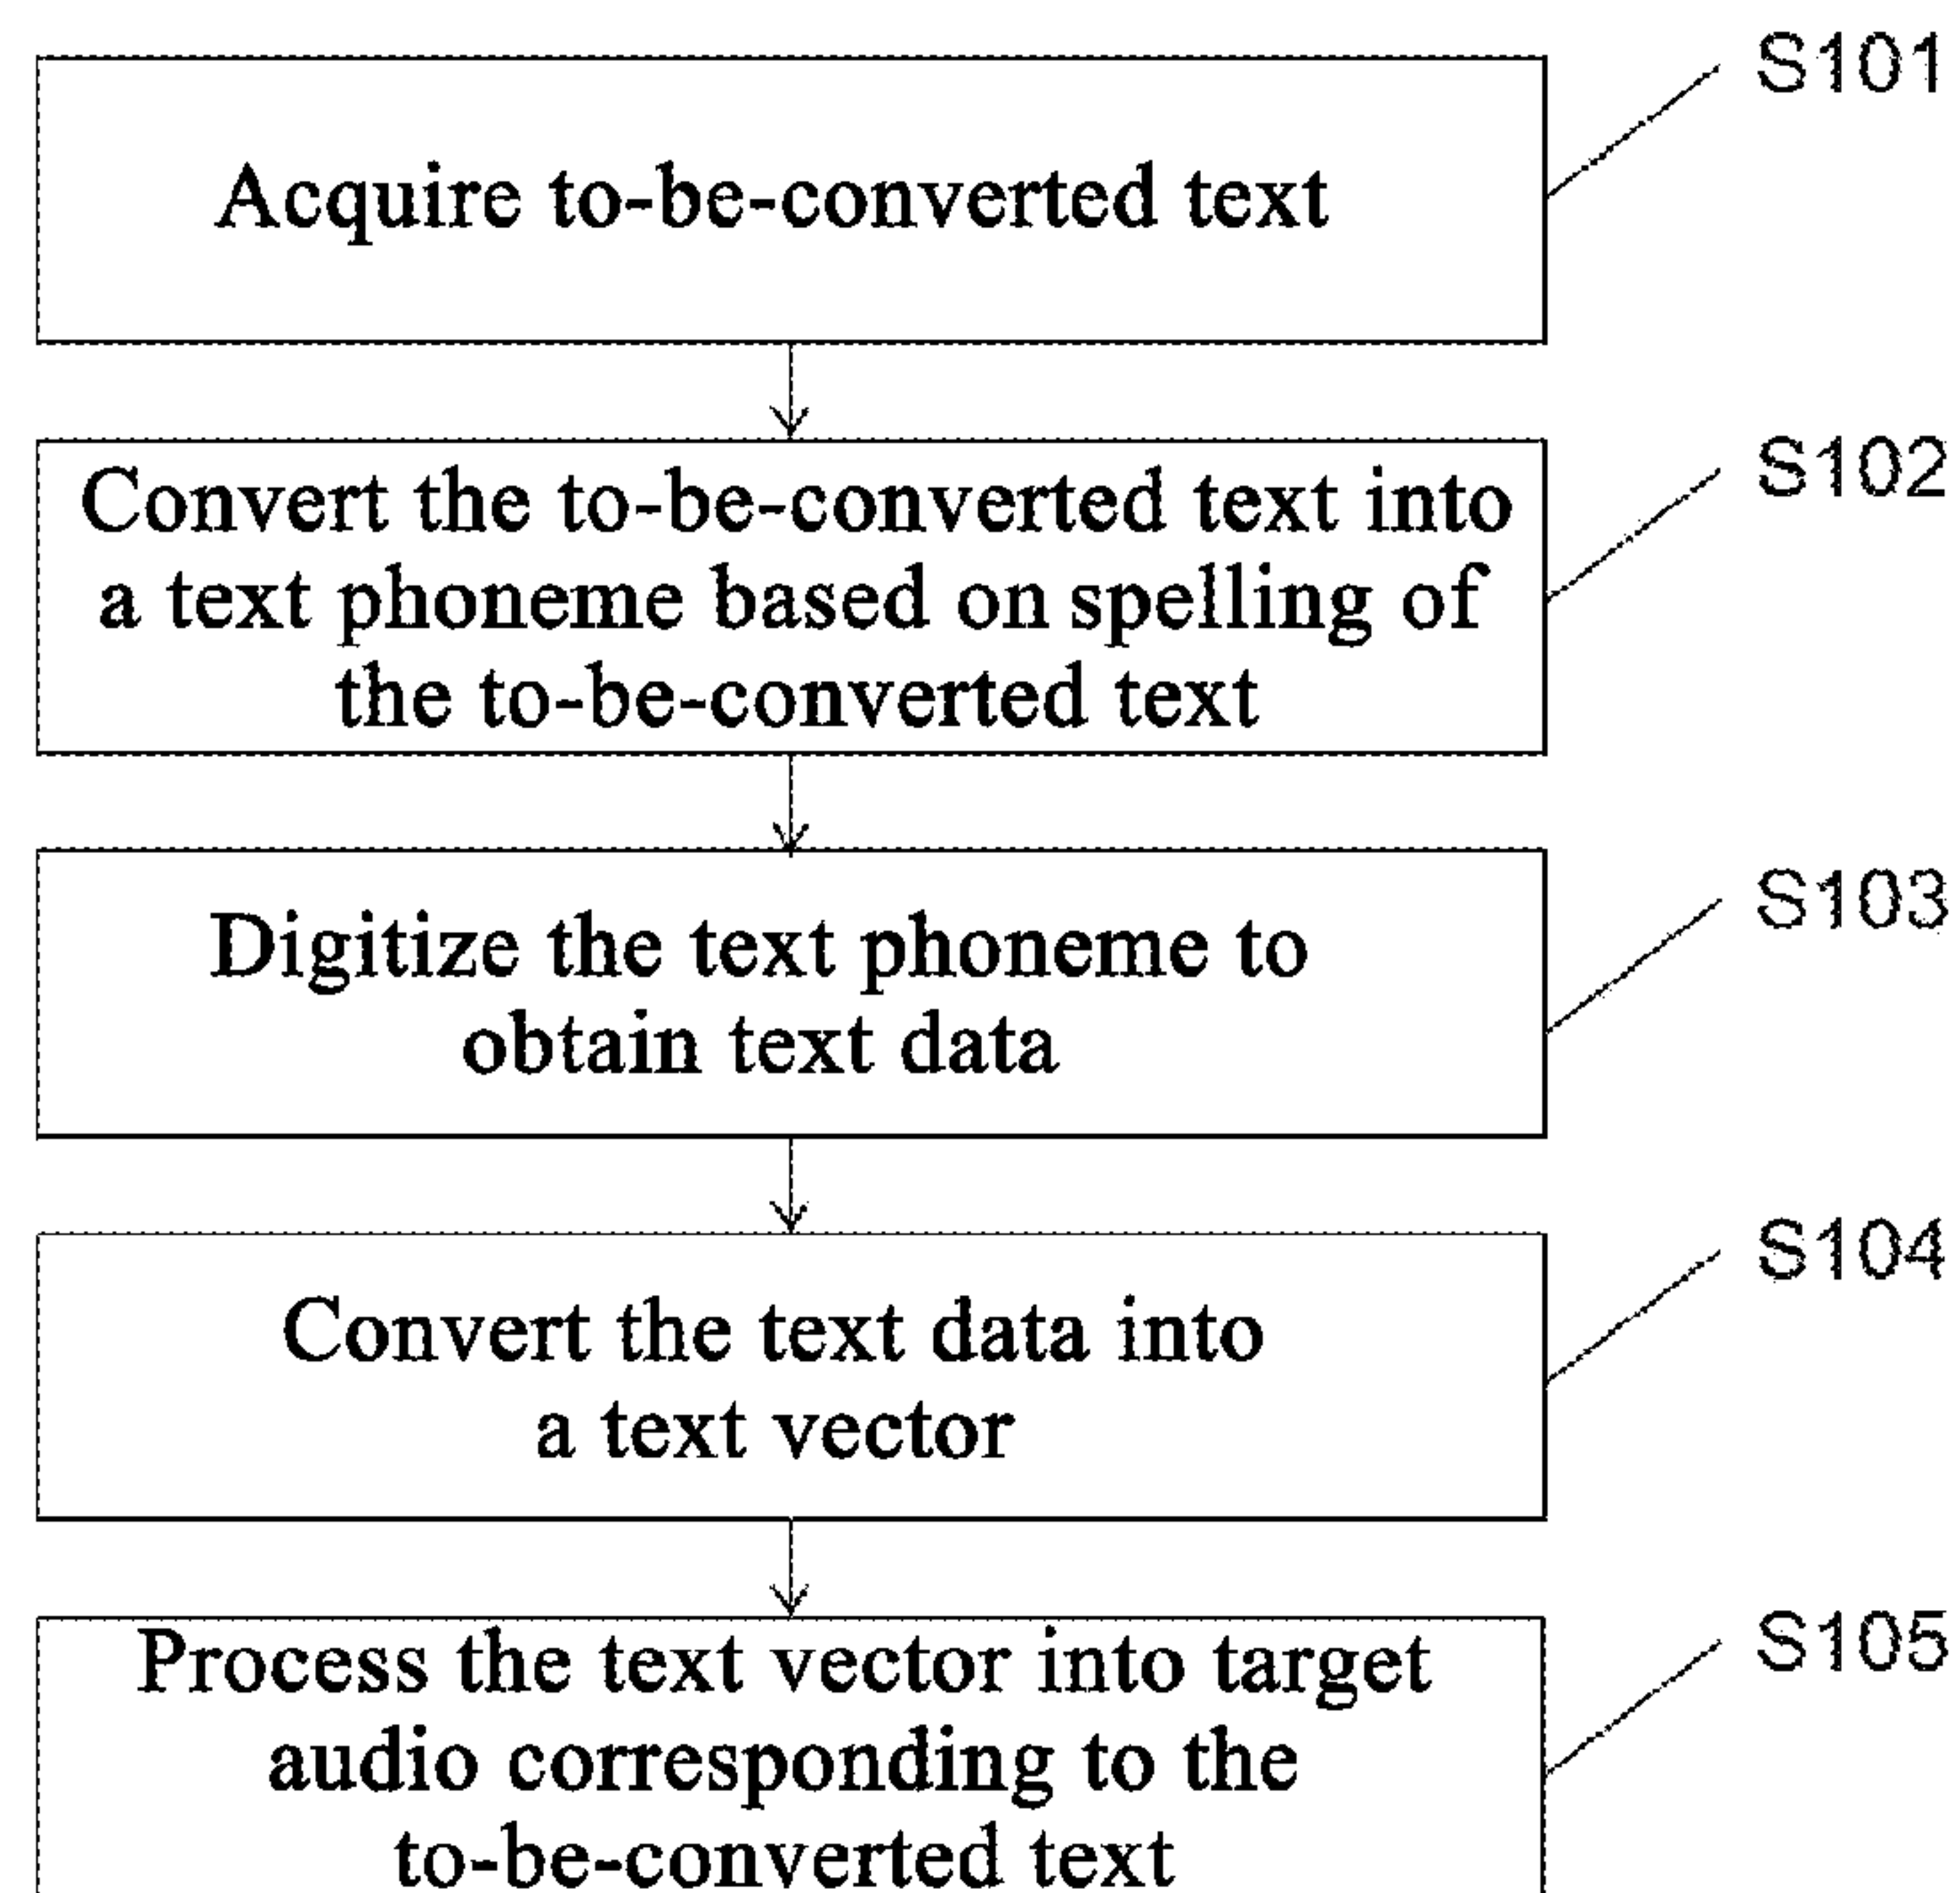 S101
Acquire to-be-converted text
S102
Convert the to-be-converted text into
a text phoneme based on spelling of
the to-be-converted text
S103
Digitize the text phoneme to
obtain text data
S104
Convert the text data into
a text vector
S105
Process the text vector into target
audio corresponding to the
to-be-converted text